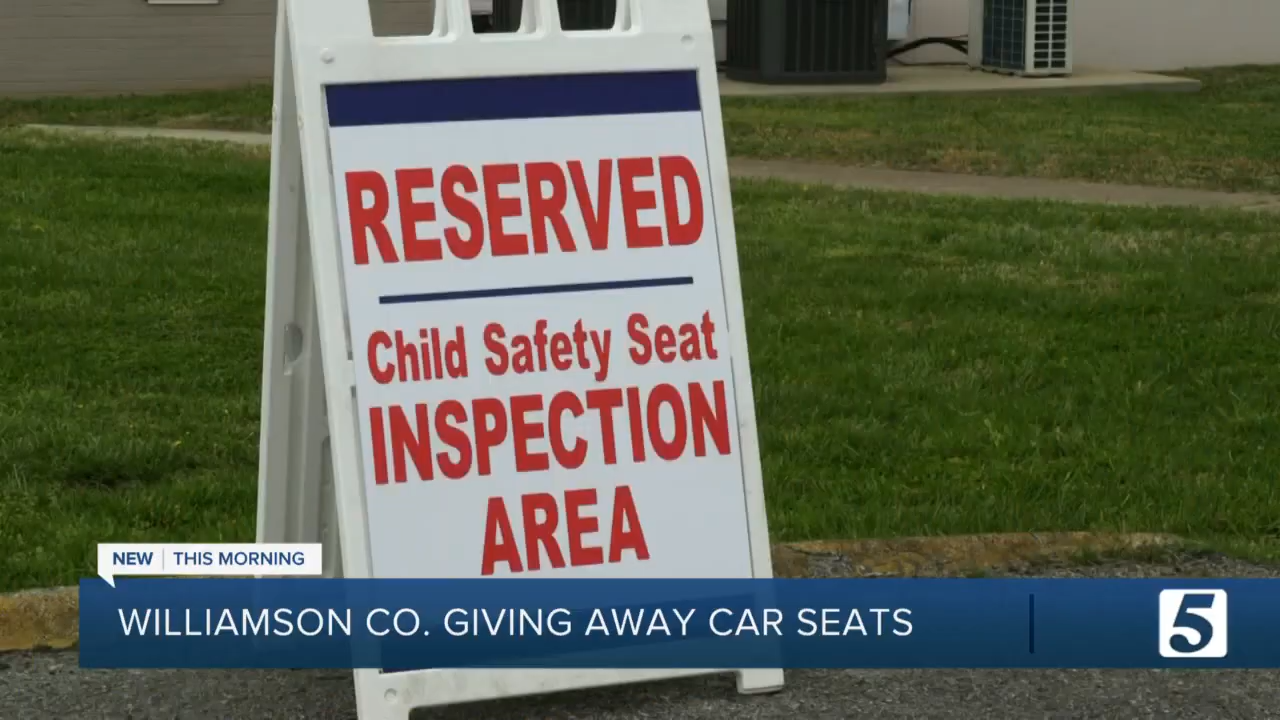 RESERVED
Child Safety Seat
INSPECTION
AREA
NEW | THIS MORNING
WILLIAMSON CO. GIVING AWAY CAR SEATS
5